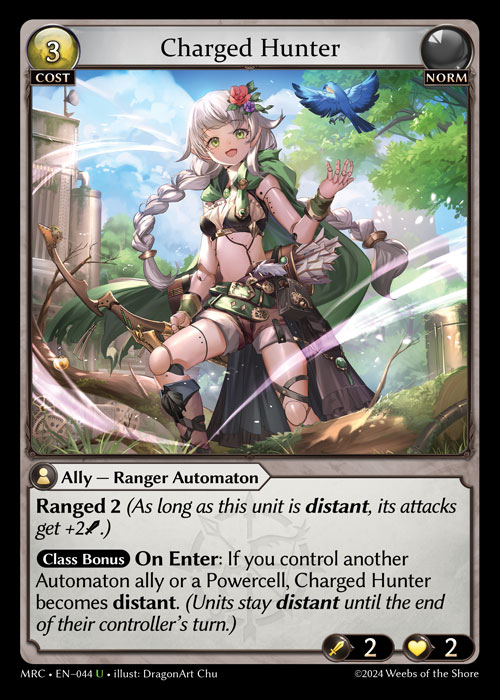 3 Charged Hunter
COST NORM
Ally — Ranger Automaton
Ranged 2 (As long as this unit is distant, its attacks
get +2.)
Class Bonus On Enter: If you control another
Automaton ally or a Powercell, Charged Hunter
becomes distant. (Units stay distant until the end
of their controller's turn.)
2 2
MRC • EN-044 U • illust: DragonArt Chu ©2024 Weebs of the Shore